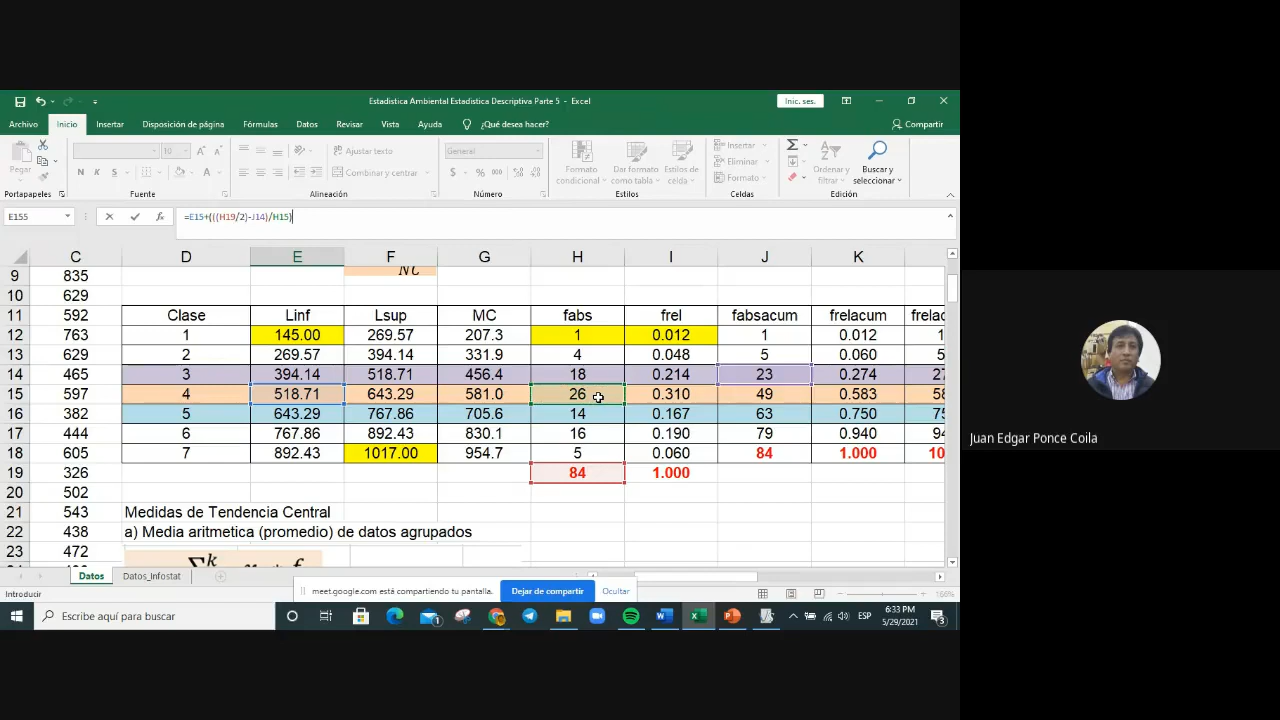 Estadistica Ambiental Estadistica Descriptiva Parte 5 - Excel
Inic. ses.
Archivo Inicio Insertar Disposición de página Fórmulas Datos Revisar Vista Ayuda ¿Qué desea hacer? Compartir
Pegar
10
N K S
Ajustar texto
Combinar y centrar
General
Formato condicional
Dar formato como tabla
Estilos de celda
Insertar
Eliminar
Formato
Ordenar y filtrar
Buscar y seleccionar
Portapapeles Fuente Alineación Número Estilos Celdas Edición
E155 =E15+(((H19/2)-J14)/H15)
C D E F G H I J K
9 835 NC
10 629
11 592 Clase Linf Lsup MC fabs frel fabsacum frelacum
12 763 1 145.00 269.57 207.3 1 0.012 1 0.012
13 629 2 269.57 394.14 331.9 4 0.048 5 0.060
14 465 3 394.14 518.71 456.4 18 0.214 23 0.274
15 597 4 518.71 643.29 581.0 26 0.310 49 0.583
16 382 5 643.29 767.86 705.6 14 0.167 63 0.750
17 444 6 767.86 892.43 830.1 16 0.190 79 0.940
18 605 7 892.43 1017.00 954.7 5 0.060 84 1.000
19 326 84 1.000
20 502
21 543 Medidas de Tendencia Central
22 438 a) Media aritmetica (promedio) de datos agrupados
23 472
Datos Datos_Infostat
Introducir
meet.google.com está compartiendo tu pantalla. Dejar de compartir Ocultar
166%
Escribe aquí para buscar
ESP
6:33 PM
5/29/2021
Juan Edgar Ponce Coila